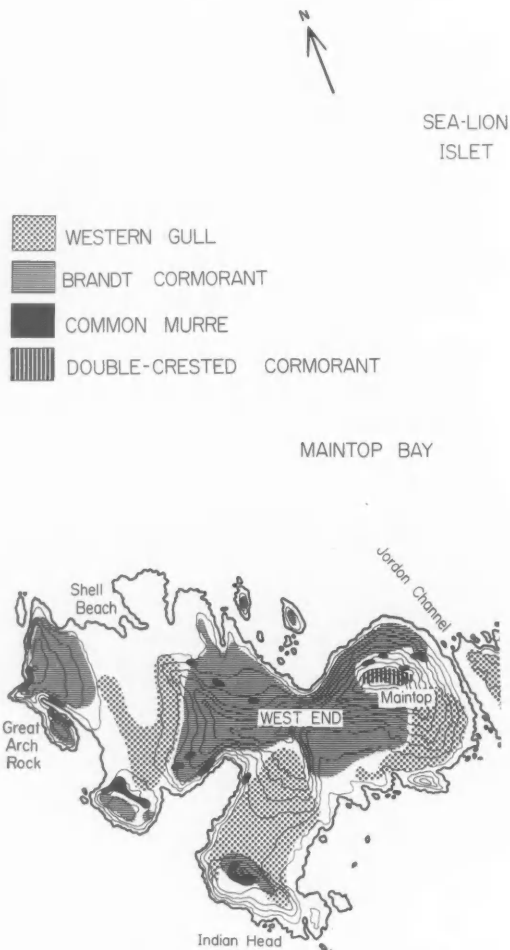 N
SEA-LION
ISLET
WESTERN GULL
BRANDT CORMORANT
COMMON MURRE
DOUBLE-CRESTED CORMORANT
MAINTOP BAY
Jordon Channel
Shell
Beach
Maintop
WEST END
Great
Arch
Rock
Indian Head